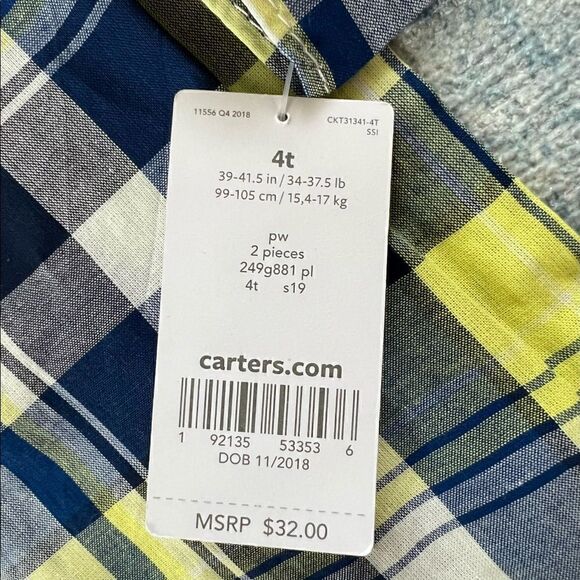 11556 Q4 2018 CKT31341-4T
SSI
4t
39-41.5 in / 34-37.5 lb
99-105 cm / 15,4-17 kg
pw
2 pieces
249g881 pl
4t s19
carters.com
1 92135 53353 6
DOB 11/2018
MSRP $32.00